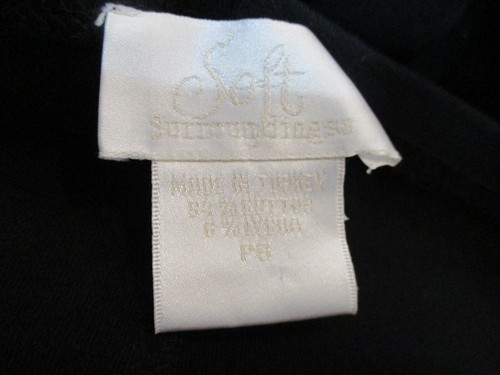 Soft
Surroundings
MADE IN TURKEY
94% COTTON
6% LYCRA
PS